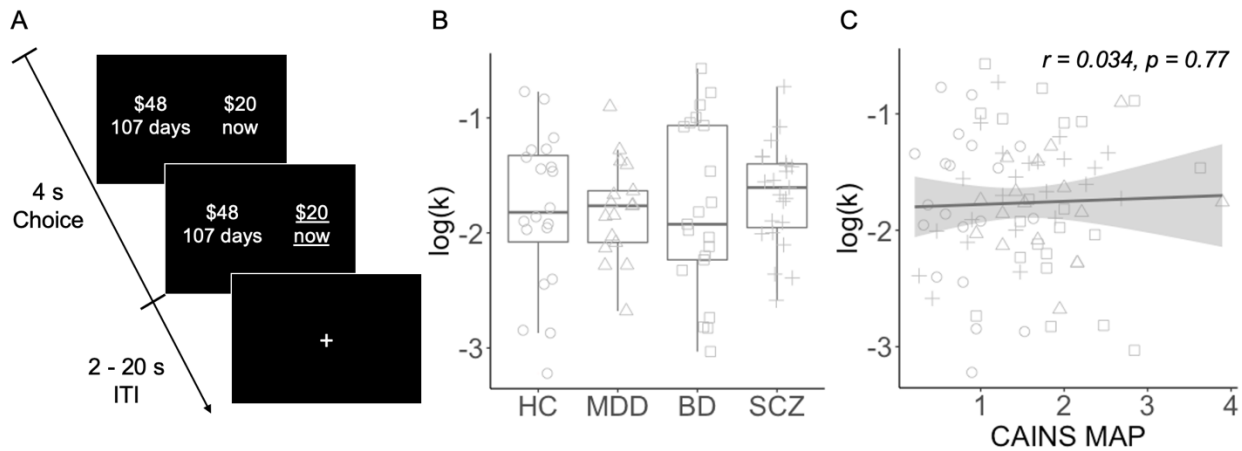 A
$48
107 days
$20
now
$48
107 days
$20
now
+
4 s
Choice
2 - 20 s
ITI
B
log(k)
-1
-2
-3
HC MDD BD SCZ
C
r = 0.034, p = 0.77
log(k)
-1
-2
-3
1 2 3 4
CAINS MAP